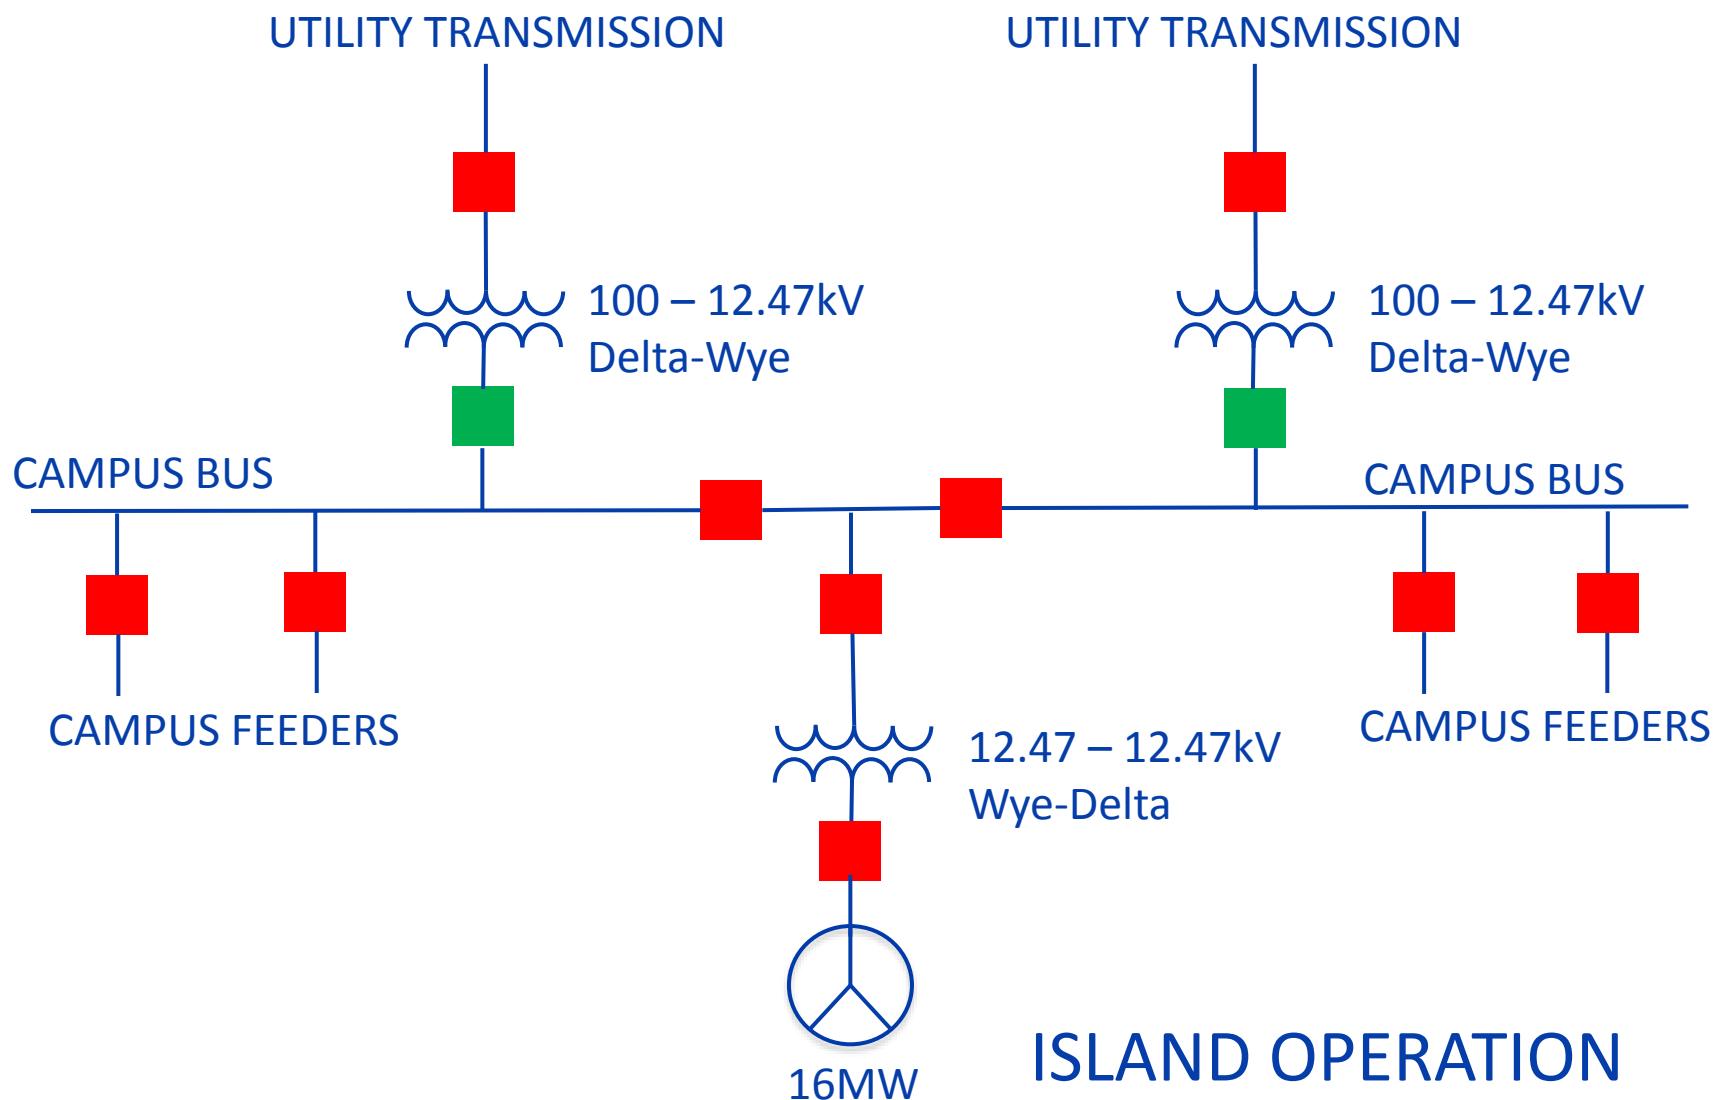 UTILITY TRANSMISSION
UTILITY TRANSMISSION
100 – 12.47kV
Delta-Wye
100 – 12.47kV
Delta-Wye
CAMPUS BUS
CAMPUS BUS
CAMPUS FEEDERS
CAMPUS FEEDERS
12.47 – 12.47kV
Wye-Delta
ISLAND OPERATION
16MW